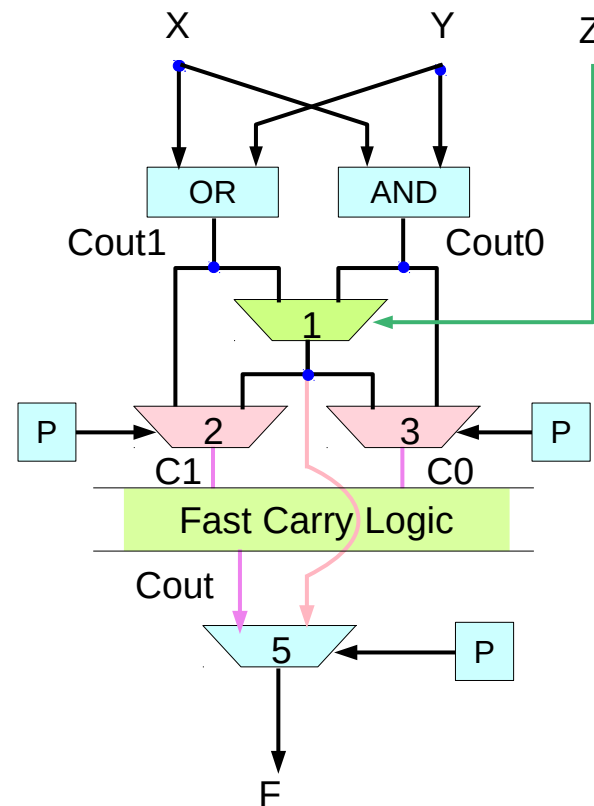 X Y Z
OR AND
Cout1 Cout0
1
P 2 3 P
C1 C0
Fast Carry Logic
Cout
5 P
F